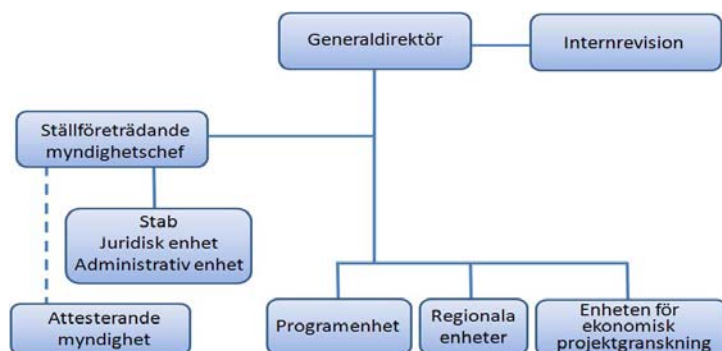 Generaldirektör
Internrevision
Ställföreträdande
myndighetschef
Stab
Juridisk enhet
Administrativ enhet
Attesterande
myndighet
Programenhet
Regionala
enheter
Enheten för
ekonomisk
projektgranskning